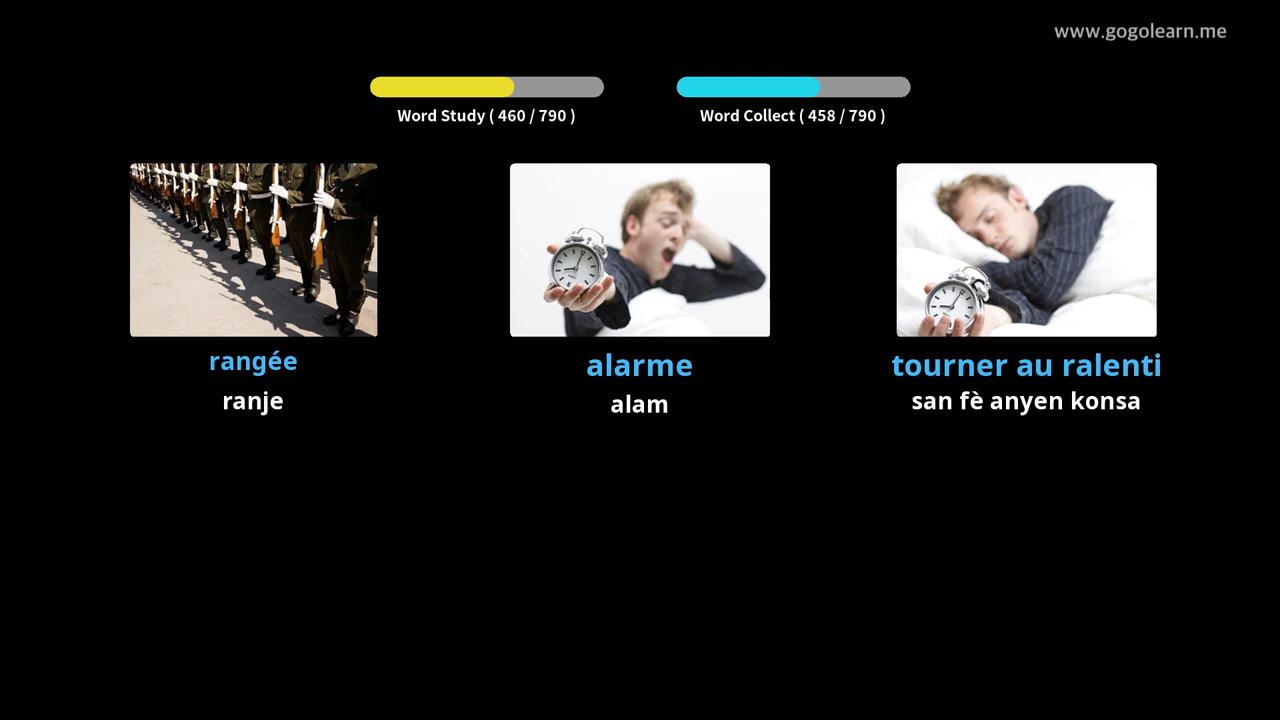 www.gogolearn.me
Word Study ( 460 / 790 )
Word Collect ( 458 / 790 )
rangée
ranje
alarme
alam
tourner au ralenti
san fè anyen konsa